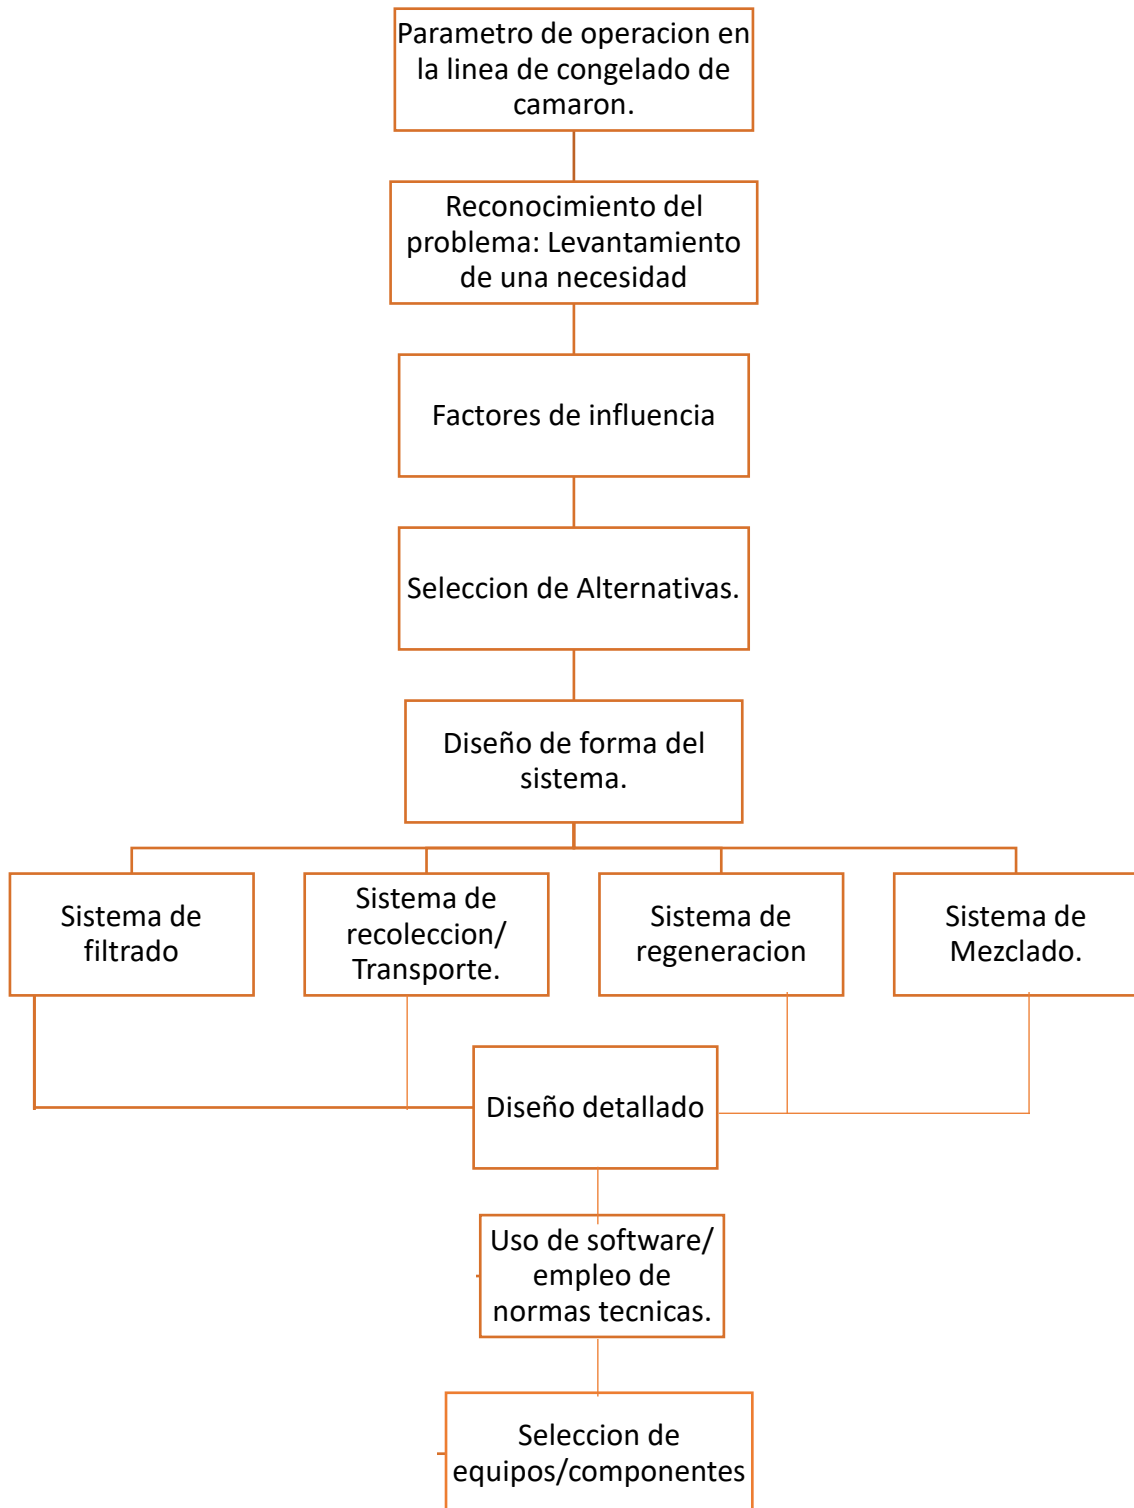 Parametro de operacion en
la linea de congelado de
camaron.
Reconocimiento del
problema: Levantamiento
de una necesidad
Factores de influencia
Seleccion de Alternativas.
Diseño de forma del
sistema.
Sistema de
filtrado
Sistema de
recoleccion/
Transporte.
Sistema de
regeneracion
Sistema de
Mezclado.
Diseño detallado
Uso de software/
empleo de
normas tecnicas.
Seleccion de
equipos/componentes